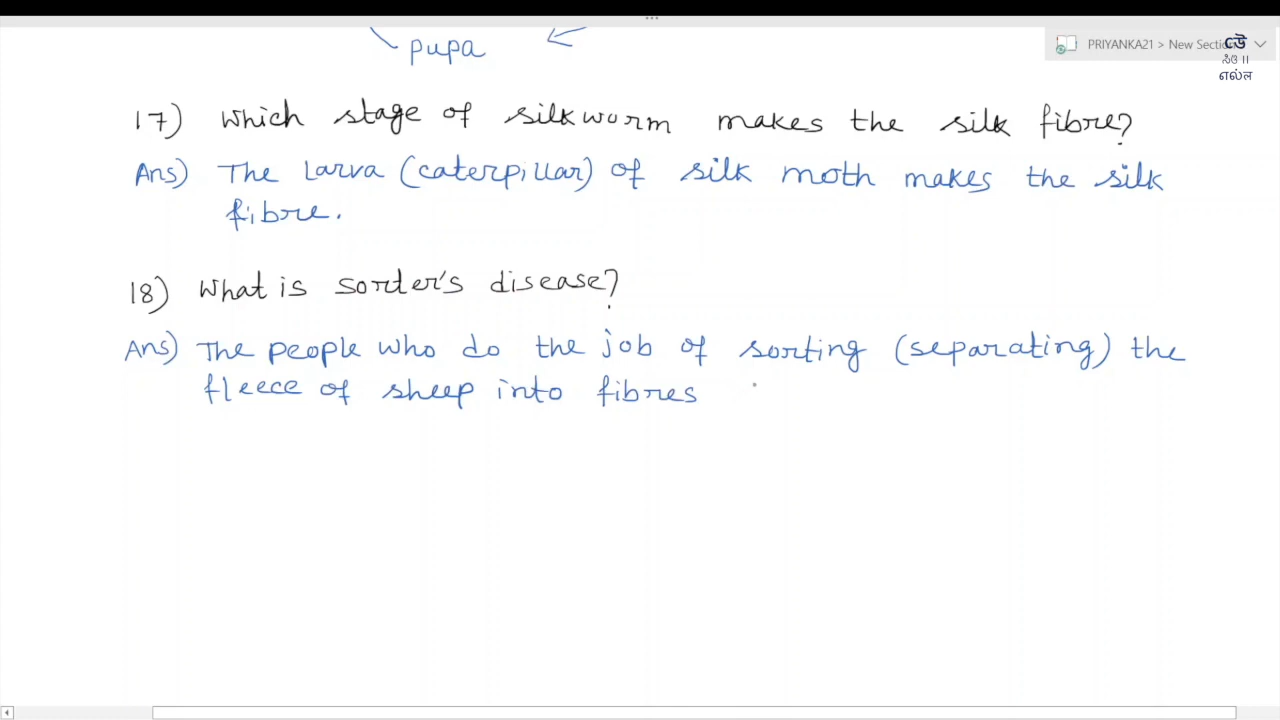 pupa
PRIYANKA21 > New Section
எல்ல
17) Which stage of silkworm makes the silk fibre?
Ans) The Larva (caterpillar) of silk moth makes the silk
fibre.
18) What is sorter's disease?
Ans) The people who do the job of sorting (separating) the
fleece of sheep into fibres